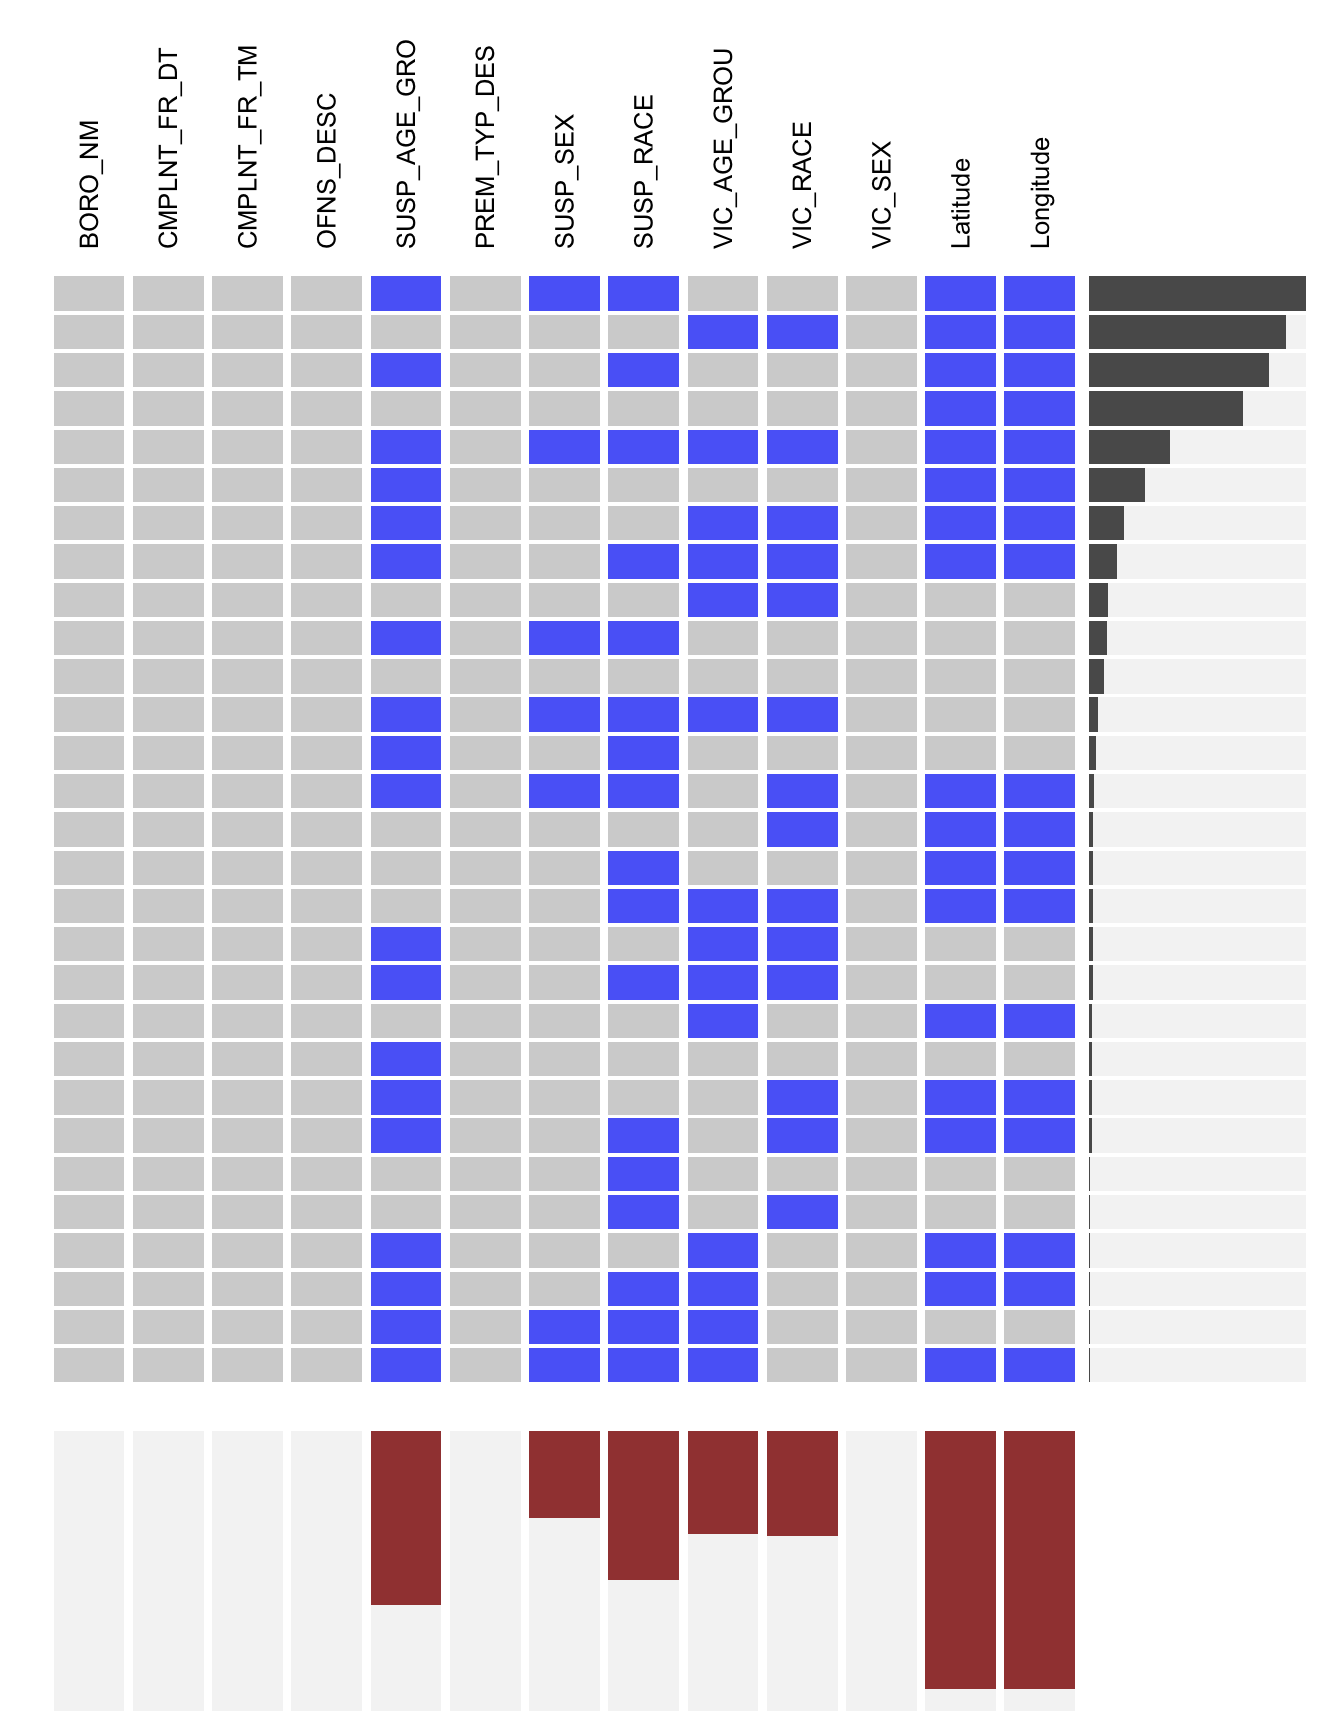 BORO_NM
CMPLNT_FR_DT
CMPLNT_FR_TM
OFNS_DESC
SUSP_AGE_GRO
PREM_TYP_DES
SUSP_SEX
SUSP_RACE
VIC_AGE_GROU
VIC_RACE
VIC_SEX
Latitude
Longitude